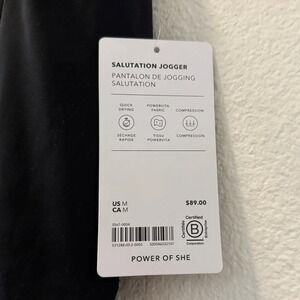 SALUTATION JOGGER
PANTALON DE JOGGING
SALUTATION
QUICK DRYING
POWERVITA FABRIC
COMPRESSION
SÉCHAGE RAPIDE
TISSU POWERVITA
COMPRESSION
US M
CA M
$89.00
Certified
B
Corporation
POWER OF SHE